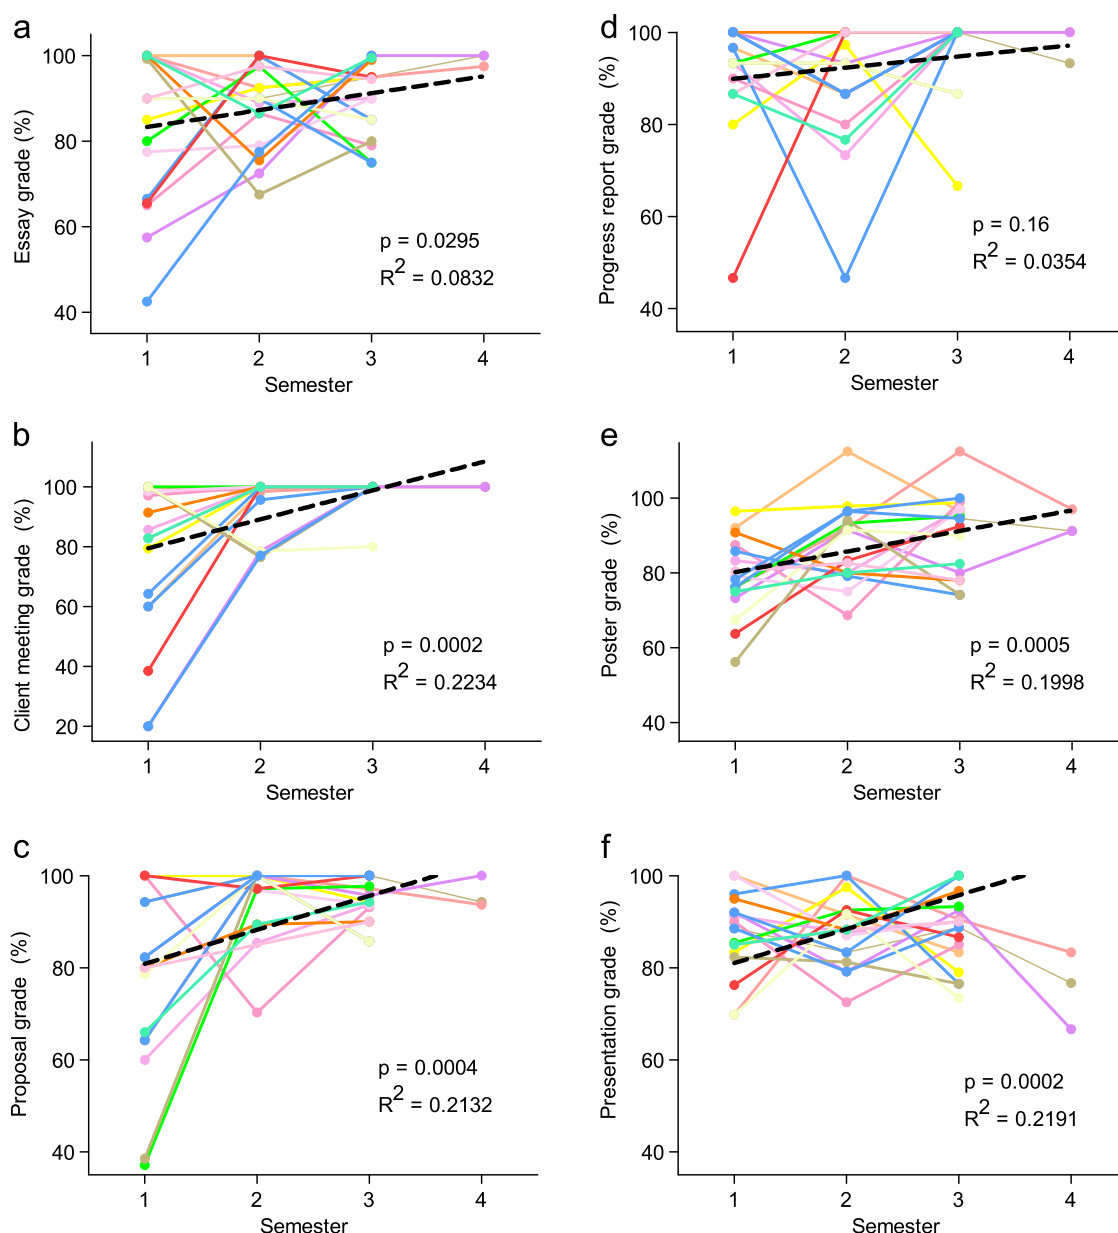 a
100
80
60
40
Essay grade (%)
p = 0.0295
R2 = 0.0832
1 2 3 4
Semester
d
100
80
60
40
Progress report grade (%)
p = 0.16
R2 = 0.0354
1 2 3 4
Semester
b
100
80
60
40
20
Client meeting grade (%)
p = 0.0002
R2 = 0.2234
1 2 3 4
Semester
e
100
80
60
40
Poster grade (%)
p = 0.0005
R2 = 0.1998
1 2 3 4
Semester
c
100
80
60
40
Proposal grade (%)
p = 0.0004
R2 = 0.2132
1 2 3 4
Semester
f
100
80
60
40
Presentation grade (%)
p = 0.0002
R2 = 0.2191
1 2 3 4
Semester